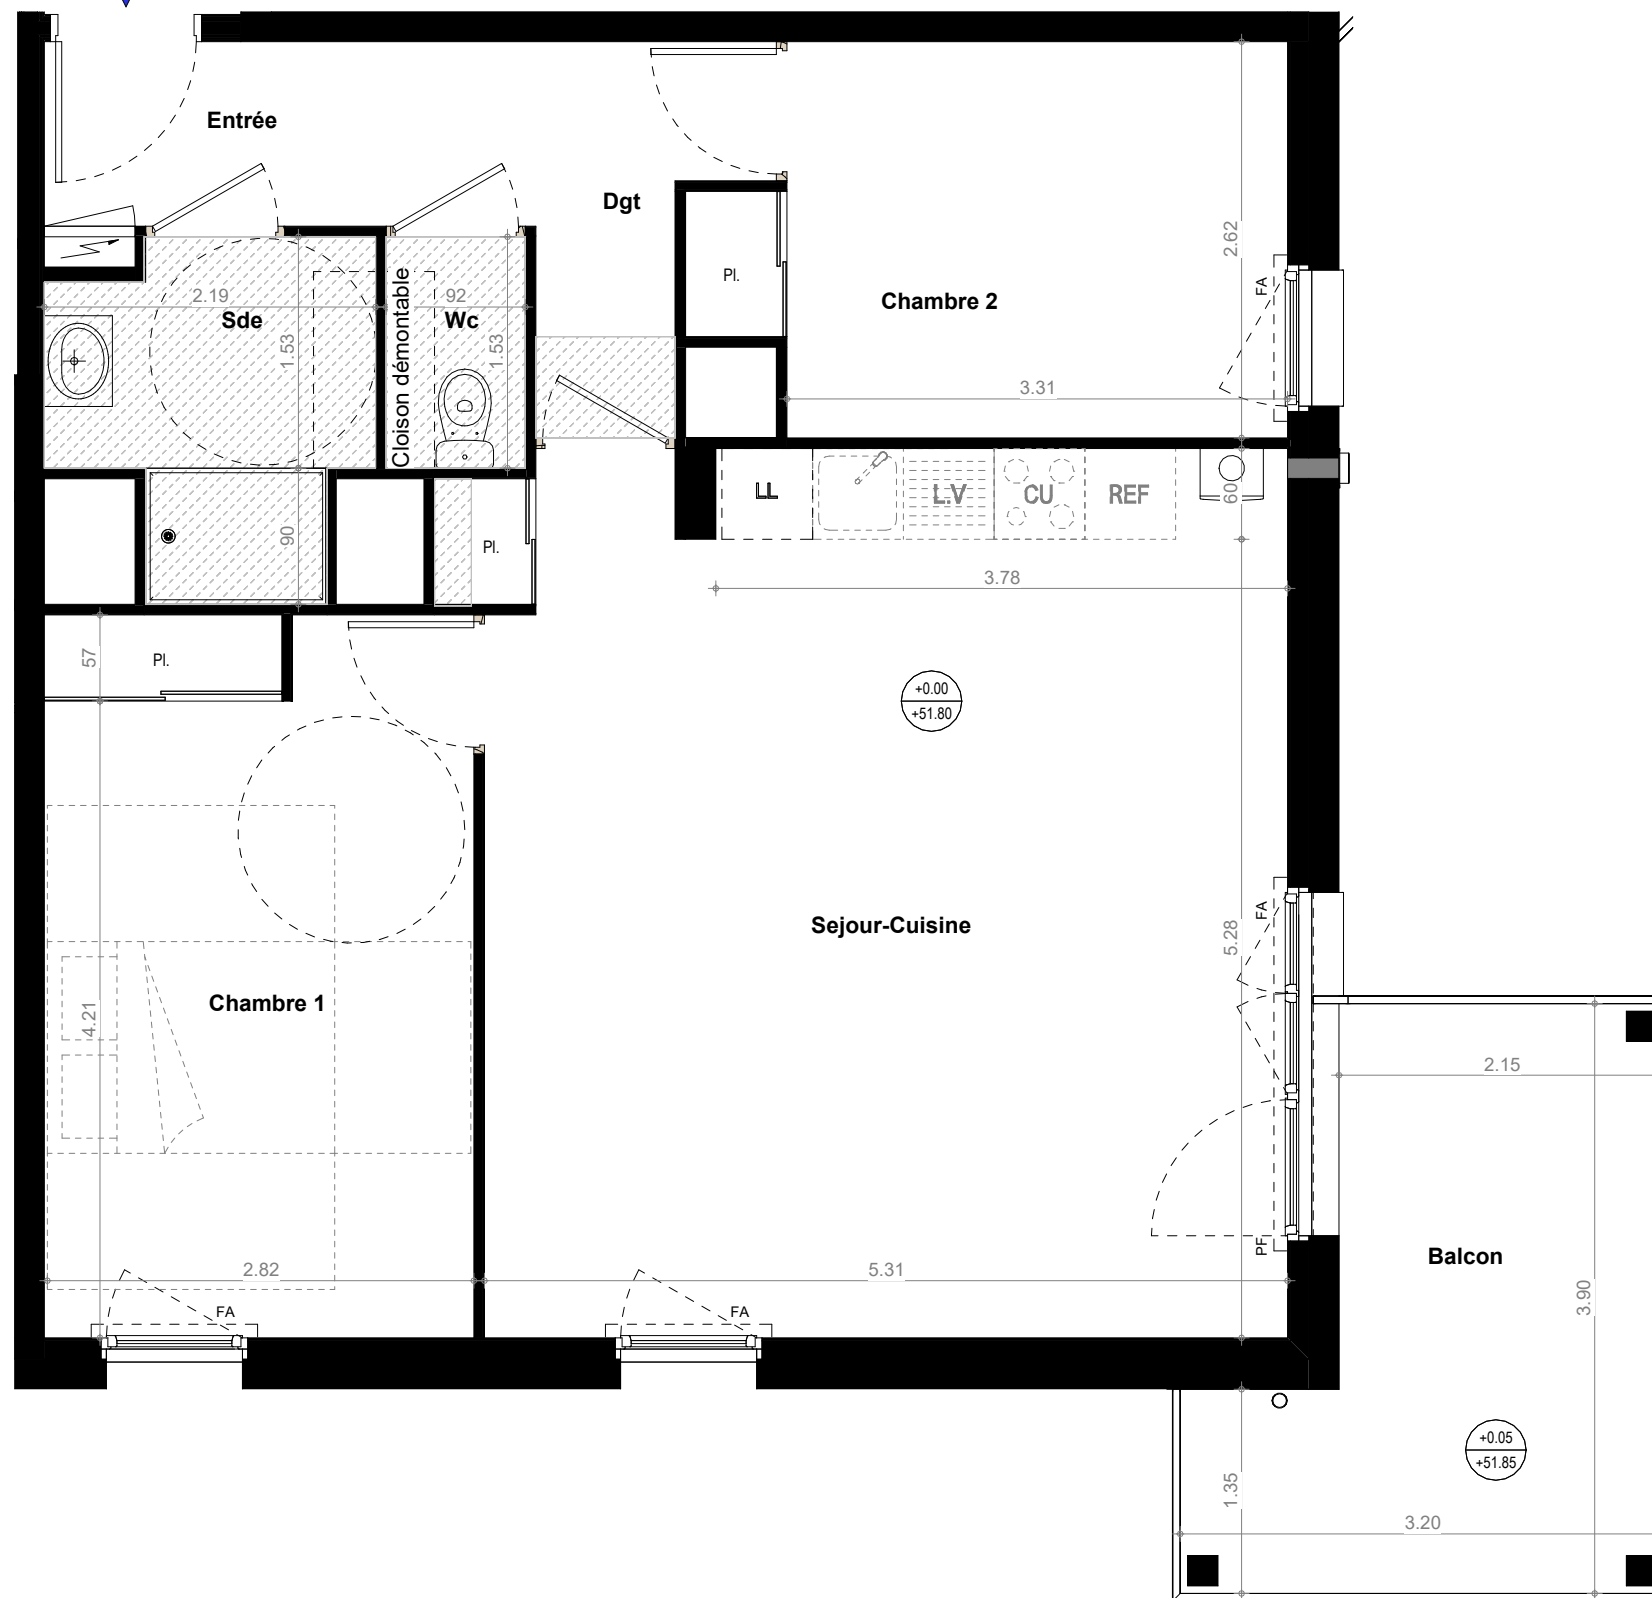 Entrée
Dgt
Pl.
2.62
FA
Chambre 2
2.19
Sde
1.53
Cloison démontable
92
Wc
1.53
3.31
LL
L.V
CU
REF
60
90
Pl.
3.78
57
Pl.
+0.00
+51.80
Sejour-Cuisine
FA
5.28
Chambre 1
4.21
2.15
PF
Balcon
2.82
5.31
FA
FA
3.90
+0.05
+51.85
1.35
3.20